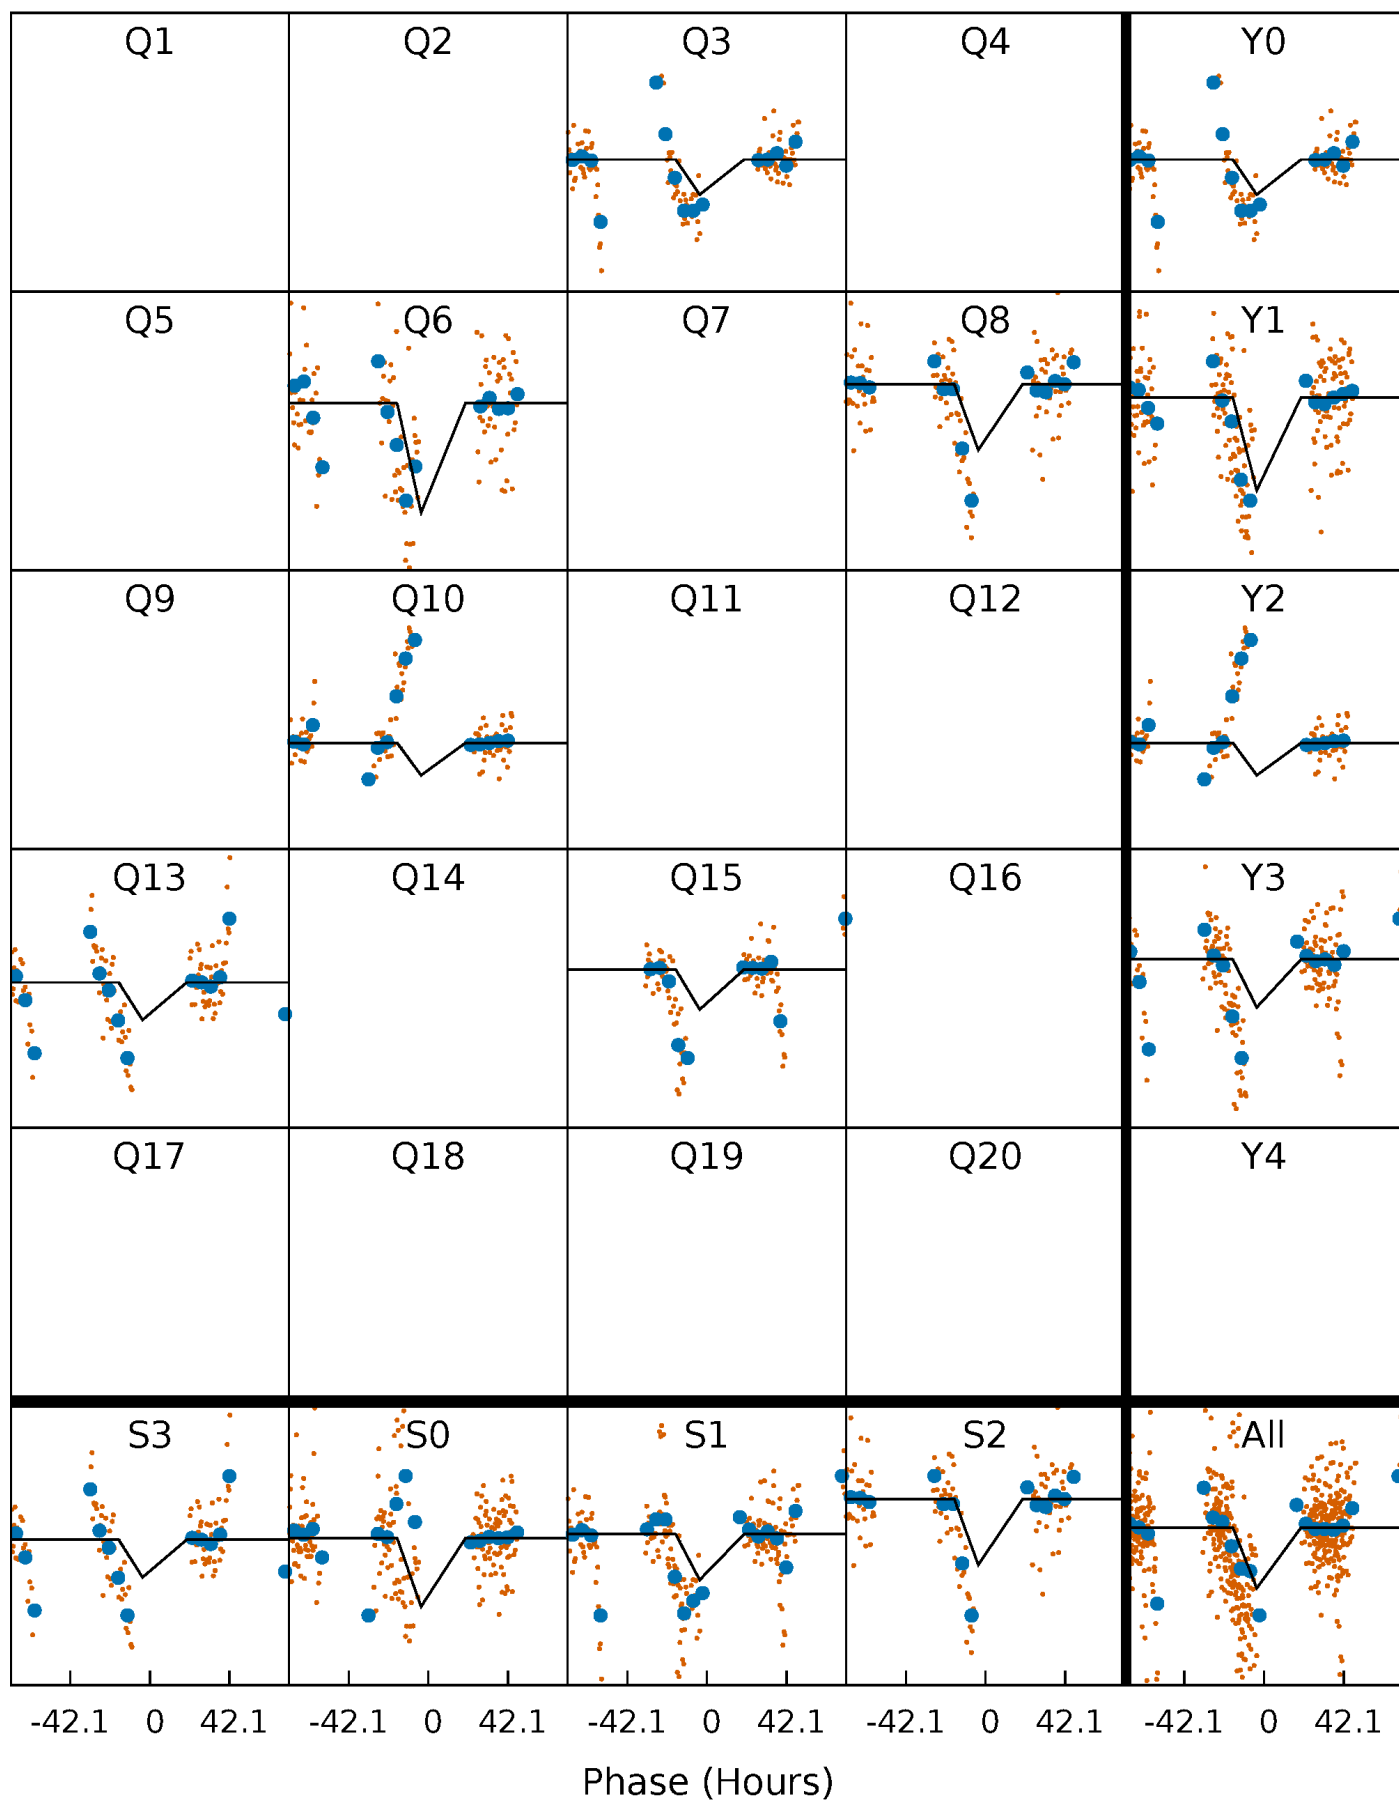 Q1 Q2 Q3 Q4 Y0
Q5 Q6 Q7 Q8 Y1
Q9 Q10 Q11 Q12 Y2
Q13 Q14 Q15 Q16 Y3
Q17 Q18 Q19 Q20 Y4
S3 S0 S1 S2 All
-42.1 0 42.1 -42.1 0 42.1 -42.1 0 42.1 -42.1 0 42.1 -42.1 0 42.1
Phase (Hours)